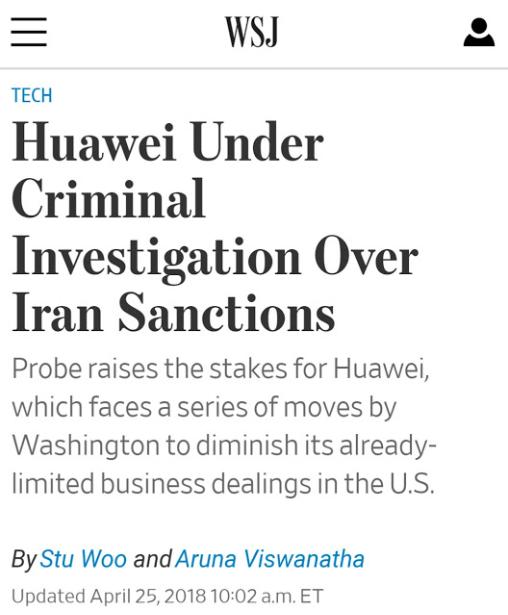 WSJ
TECH
Huawei Under
Criminal
Investigation Over
Iran Sanctions
Probe raises the stakes for Huawei,
which faces a series of moves by
Washington to diminish its already-
limited business dealings in the U.S.
By Stu Woo and Aruna Viswanatha
Updated April 25, 2018 10:02 a.m. ET